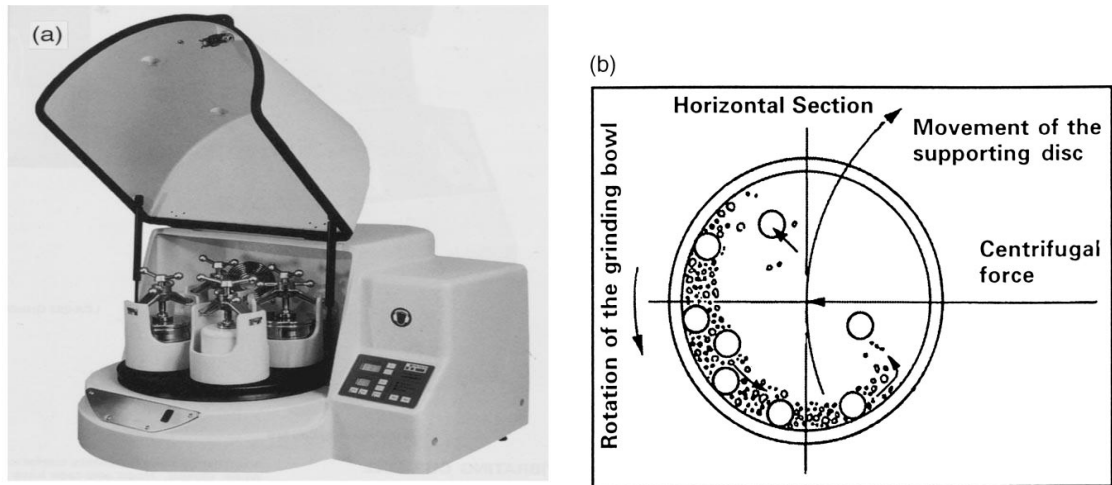 (a)
(b)
Horizontal Section
Movement of the
supporting disc
Centrifugal
force
Rotation of the grinding bowl